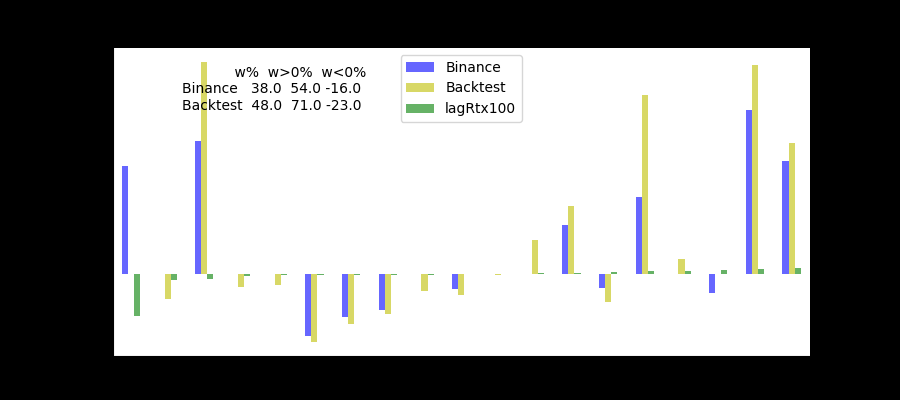 w% w>0% w<0%
Binance 38.0 54.0 -16.0
Backtest 48.0 71.0 -23.0
Binance
Backtest
lagRtx100